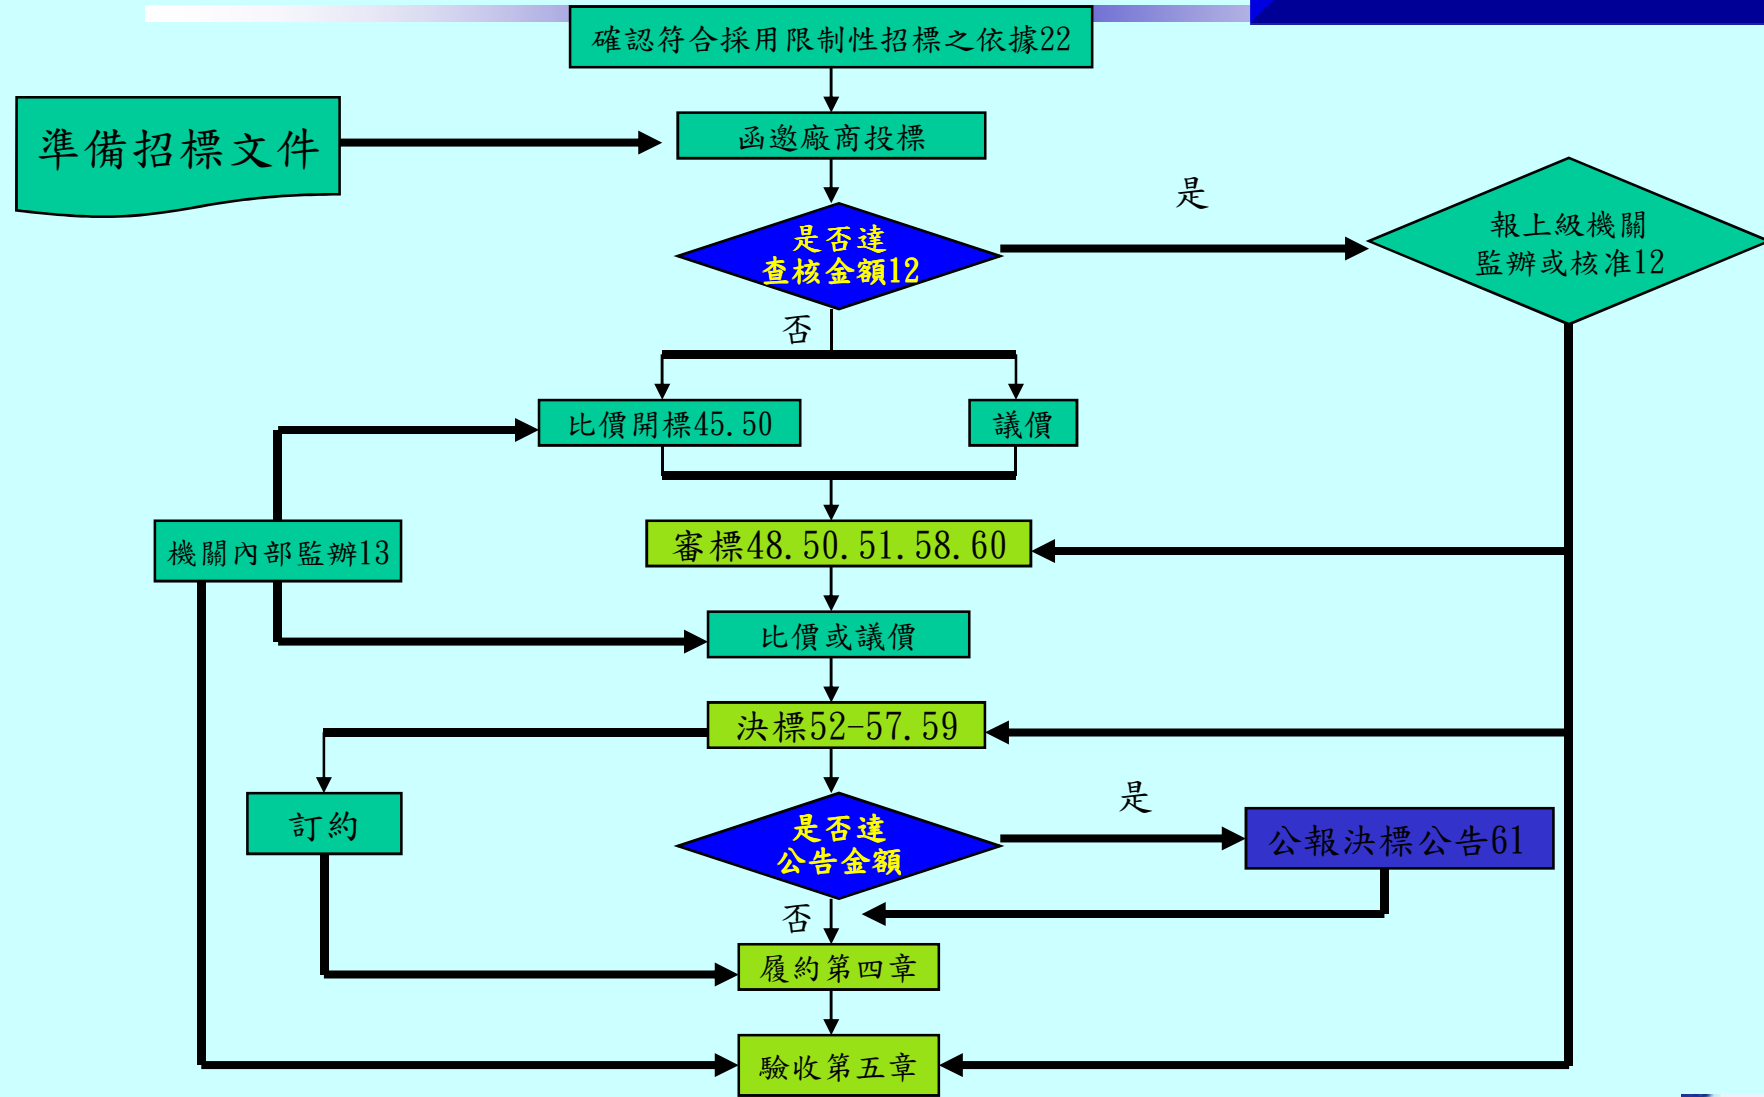 確認符合採用限制性招標之依據22
準備招標文件
函邀廠商投標
是
是否達
查核金額12
報上級機關
監辦或核准12
否
比價開標45.50
議價
機關內部監辦13
審標48.50.51.58.60
比價或議價
決標52-57.59
訂約
是
是否達
公告金額
公報決標公告61
否
履約第四章
驗收第五章